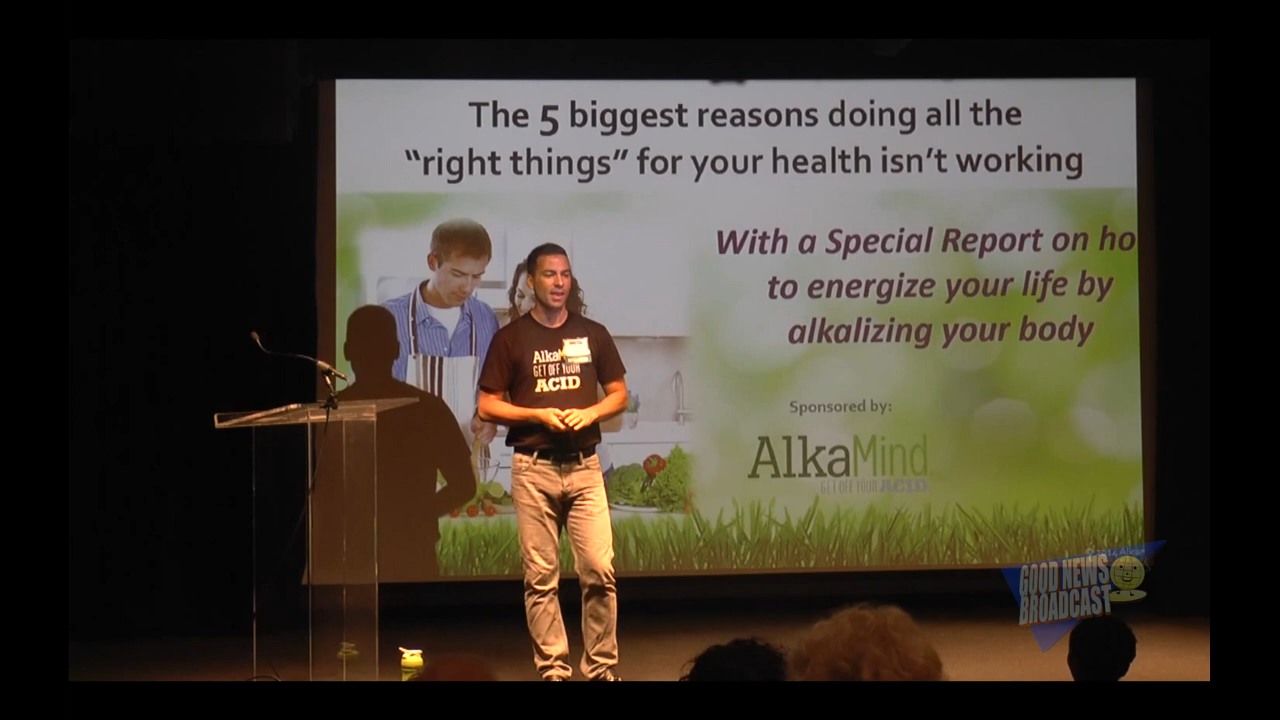 The 5 biggest reasons doing all the
“right things” for your health isn’t working
With a Special Report on ho
to energize your life by
alkalizing your body
Sponsored by:
AlkaMind
GET OFF YOUR ACID
AlkaM
GET OFF YOUR
ACID
GOOD NEWS
BROADCAST